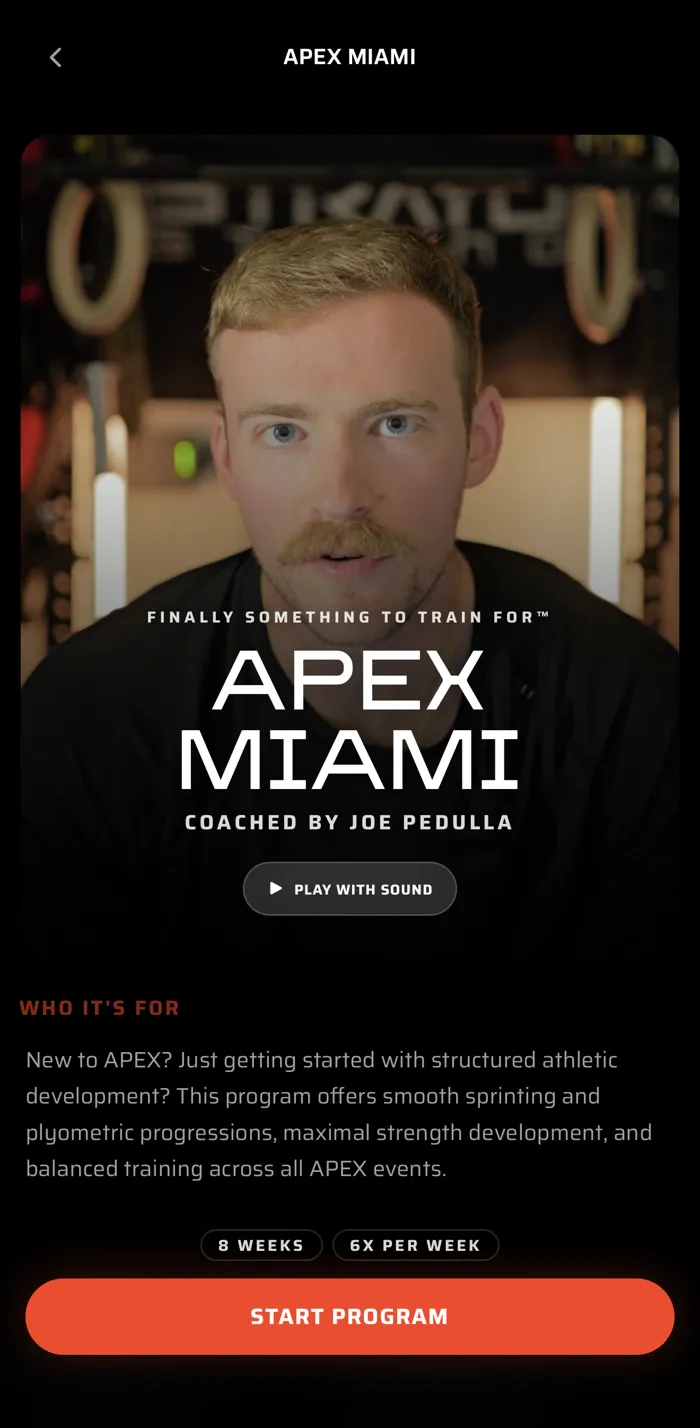 APEX MIAMI
FINALLY SOMETHING TO TRAIN FOR™
APEX
MIAMI
COACHED BY JOE PEDULLA
PLAY WITH SOUND
WHO IT'S FOR
New to APEX? Just getting started with structured athletic
development? This program offers smooth sprinting and
plyometric progressions, maximal strength development, and
balanced training across all APEX events.
8 WEEKS
6X PER WEEK
START PROGRAM